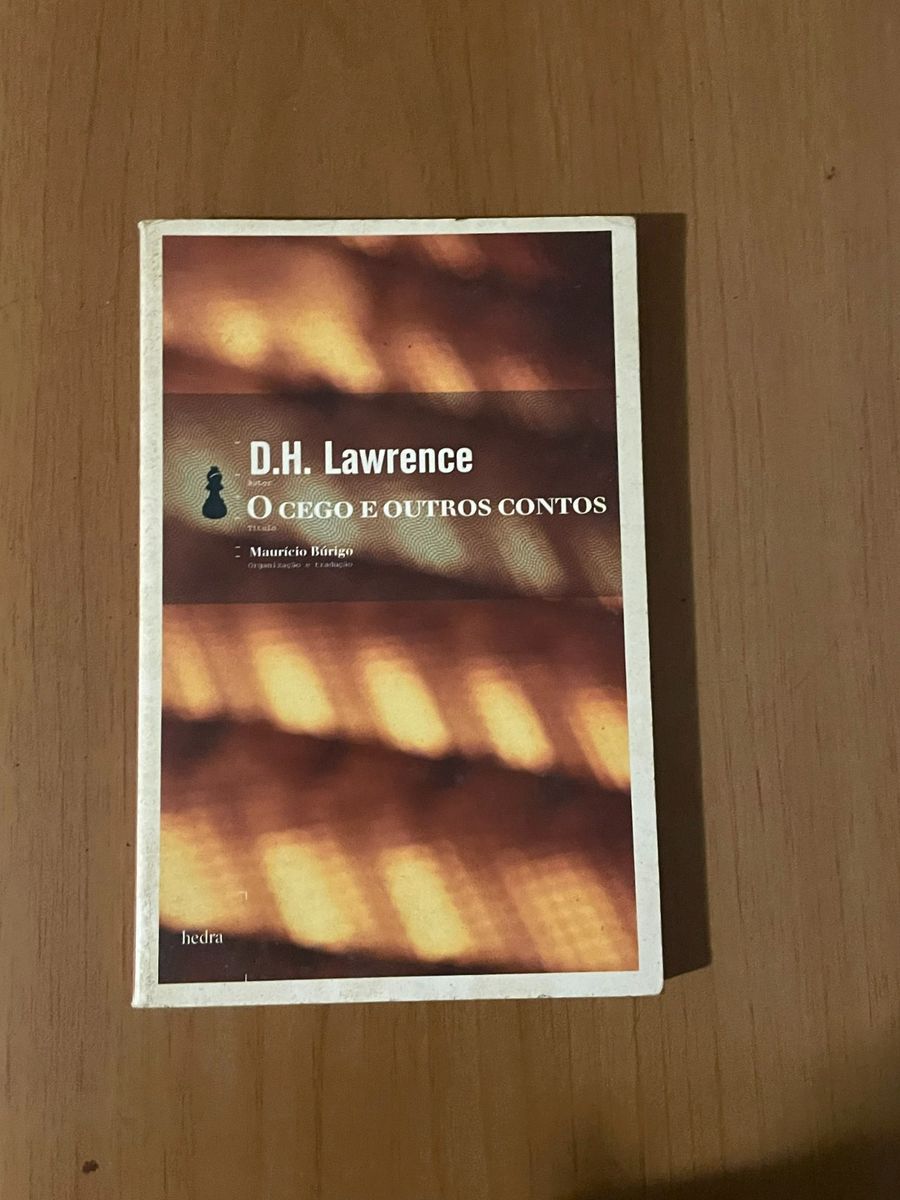 D.H. Lawrence
Autor
O CEGO E OUTROS CONTOS
Título
Maurício Búrigo
Organização e tradução
hedra